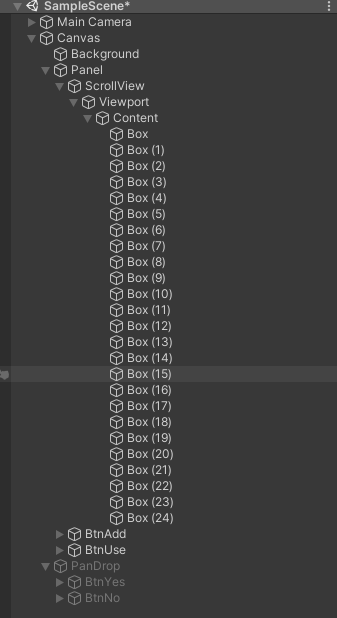 SampleScene*
Main Camera
Canvas
Background
Panel
ScrollView
Viewport
Content
Box
Box (1)
Box (2)
Box (3)
Box (4)
Box (5)
Box (6)
Box (7)
Box (8)
Box (9)
Box (10)
Box (11)
Box (12)
Box (13)
Box (14)
Box (15)
Box (16)
Box (17)
Box (18)
Box (19)
Box (20)
Box (21)
Box (22)
Box (23)
Box (24)
BtnAdd
BtnUse
PanDrop
BtnYes
BtnNo